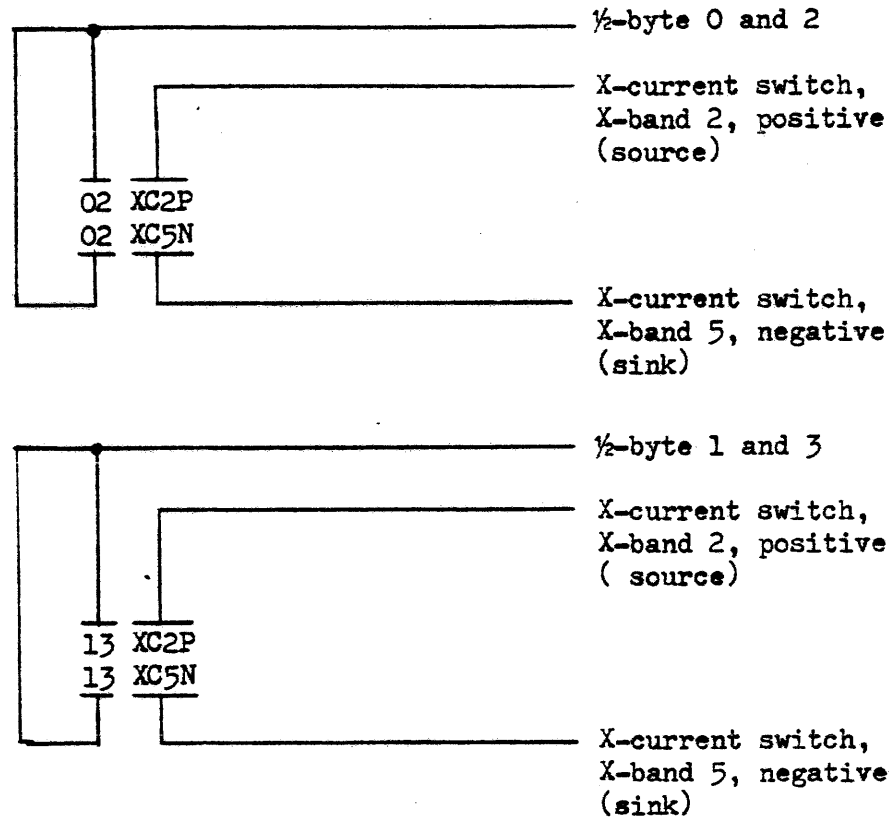 ½-byte 0 and 2
X-current switch,
X-band 2, positive
(source)
02 XC2P
02 XC5N
X-current switch,
X-band 5, negative
(sink)
½-byte 1 and 3
X-current switch,
X-band 2, positive
( source)
13 XC2P
13 XC5N
X-current switch,
X-band 5, negative
(sink)